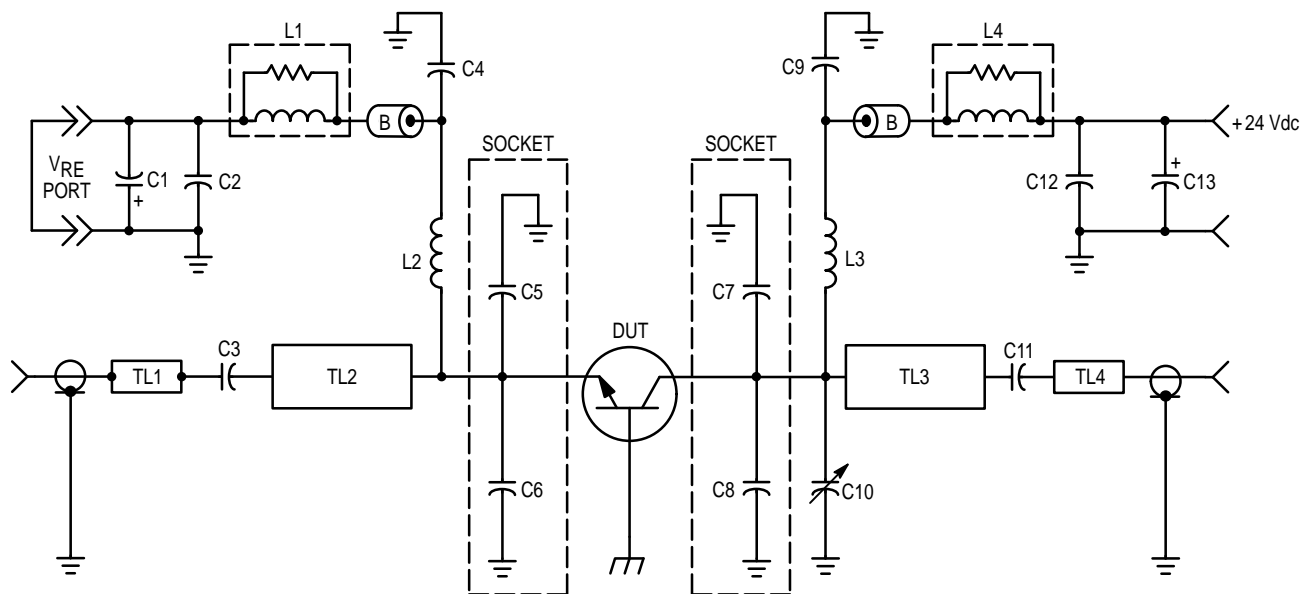 L1
C4
C9
L4
B
B
+24 Vdc
SOCKET
SOCKET
VRE
PORT
C1
+
C2
C12
+
C13
L2
L3
C5
C7
DUT
C3
C11
TL1
TL2
TL3
TL4
C6
C8
C10